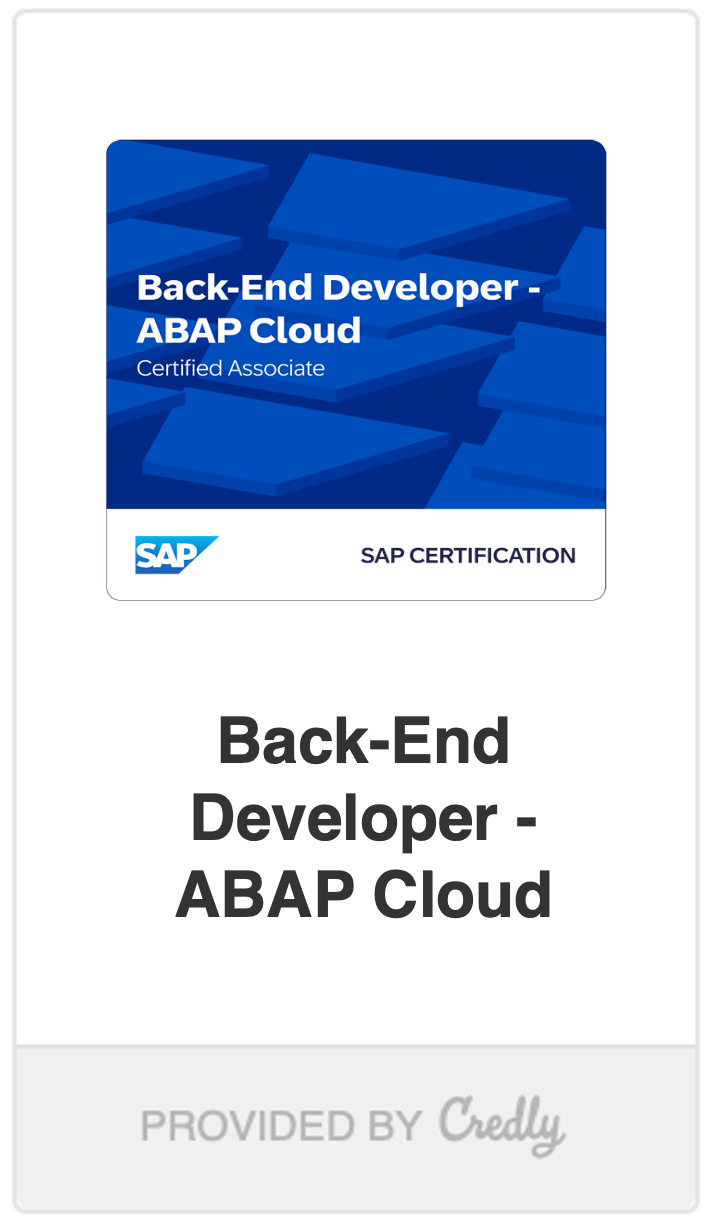 Back-End Developer -
ABAP Cloud
Certified Associate
SAP
SAP CERTIFICATION
Back-End
Developer -
ABAP Cloud
PROVIDED BY Credly